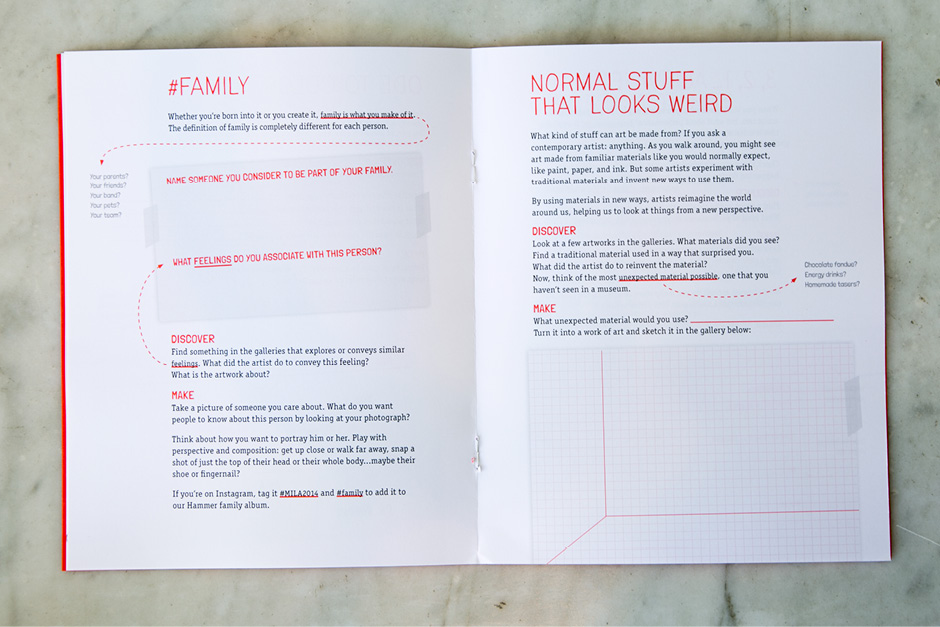 #FAMILY
Whether you're born into it or you create it, family is what you make of it.
The definition of family is completely different for each person.
Your parents?
Your friends?
Your band?
Your pets?
Your team?
NAME SOMEONE YOU CONSIDER TO BE PART OF YOUR FAMILY.
WHAT FEELINGS DO YOU ASSOCIATE WITH THIS PERSON?
DISCOVER
Find something in the galleries that explores or conveys similar
feelings. What did the artist do to convey this feeling?
What is the artwork about?
MAKE
Take a picture of someone you care about. What do you want
people to know about this person by looking at your photograph?
Think about how you want to portray him or her. Play with
perspective and composition: get up close or walk far away, snap a
shot of just the top of their head or their whole body...maybe their
shoe or fingernail?
If you're on Instagram, tag it #MILA2014 and #family to add it to
our Hammer family album.
NORMAL STUFF
THAT LOOKS WEIRD
What kind of stuff can art be made from? If you ask a
contemporary artist: anything. As you walk around, you might see
art made from familiar materials like you would normally expect,
like paint, paper, and ink. But some artists experiment with
traditional materials and invent new ways to use them.
By using materials in new ways, artists reimagine the world
around us, helping us to look at things from a new perspective.
DISCOVER
Look at a few artworks in the galleries. What materials did you see?
Find a traditional material used in a way that surprised you.
What did the artist do to reinvent the material?
Now, think of the most unexpected material possible, one that you
haven't seen in a museum.
Chocolate fondue?
Energy drinks?
Homemade tasers?
MAKE
What unexpected material would you use?
Turn it into a work of art and sketch it in the gallery below: